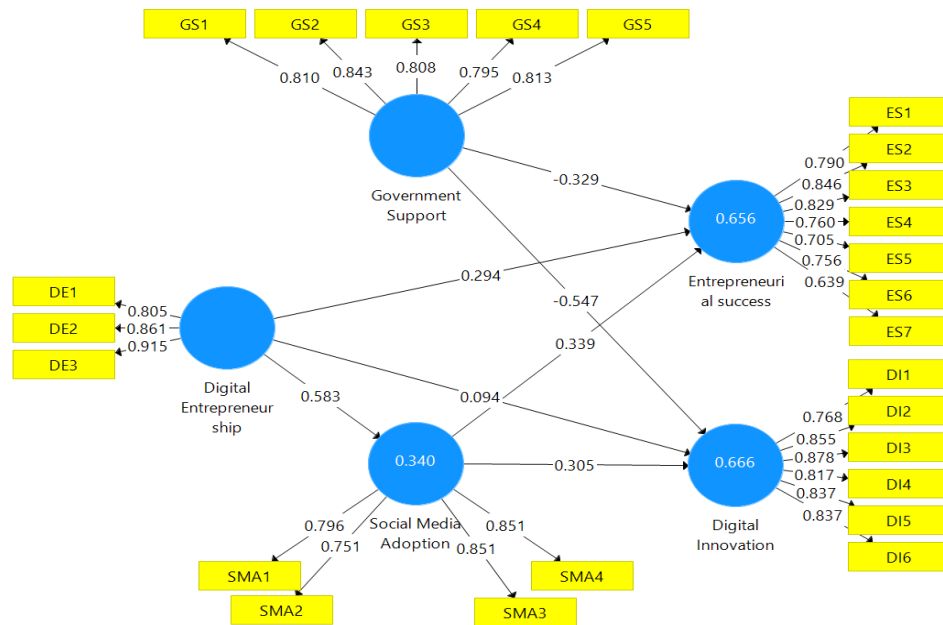 GS1
GS2
GS3
GS4
GS5
0.810
0.843
0.808
0.795
0.813
Government
Support
ES1
ES2
ES3
ES4
ES5
ES6
ES7
0.790
0.846
0.829
0.760
0.705
0.756
0.639
-0.329
0.656
Entrepreneuri
al success
0.294
-0.547
0.339
DE1
DE2
DE3
0.805
0.861
0.915
Digital
Entrepreneur
ship
0.583
0.094
0.340
Social Media
Adoption
0.305
0.666
Digital
Innovation
DI1
DI2
DI3
DI4
DI5
DI6
0.768
0.855
0.878
0.817
0.837
0.837
0.796
0.751
0.851
0.851
SMA1
SMA2
SMA3
SMA4